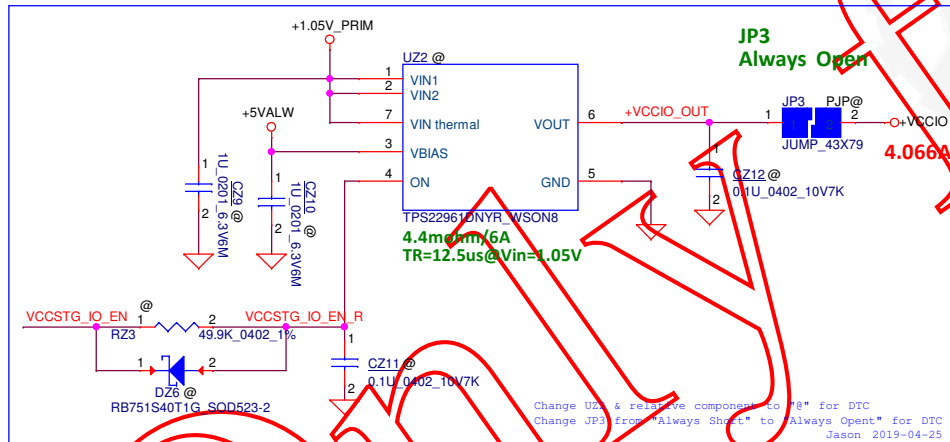 +1.05V_PRIM
JP3
Always Open
UZ2 @
1
VIN1
2
VIN2
7
VIN thermal
3
VBIAS
4
ON
VOUT
6
GND
5
TPS22961DNYR_WSON8
4.4mohm/6A
TR=12.5us@Vin=1.05V
+5VALW
1
2
CZ9 @
1U_0201_6.3V6M
1
2
CZ10 @
1U_0201_6.3V6M
+VCCIO_OUT
1
JP3
PJP@
2
1
2
JUMP_43X79
+VCCIO
4.066A
1
2
CZ12 @
0.1U_0402_10V7K
VCCSTG_IO_EN
@
RZ3
1
2
49.9K_0402_1%
VCCSTG_IO_EN_R
1
2
DZ6 @
RB751S40T1G_SOD523-2
1
2
CZ11 @
0.1U_0402_10V7K
Change UZ2 & relative component to "@" for DTC
Change JP3 from "Always Short" to "Always Opent" for DTC
Jason 2019-04-25